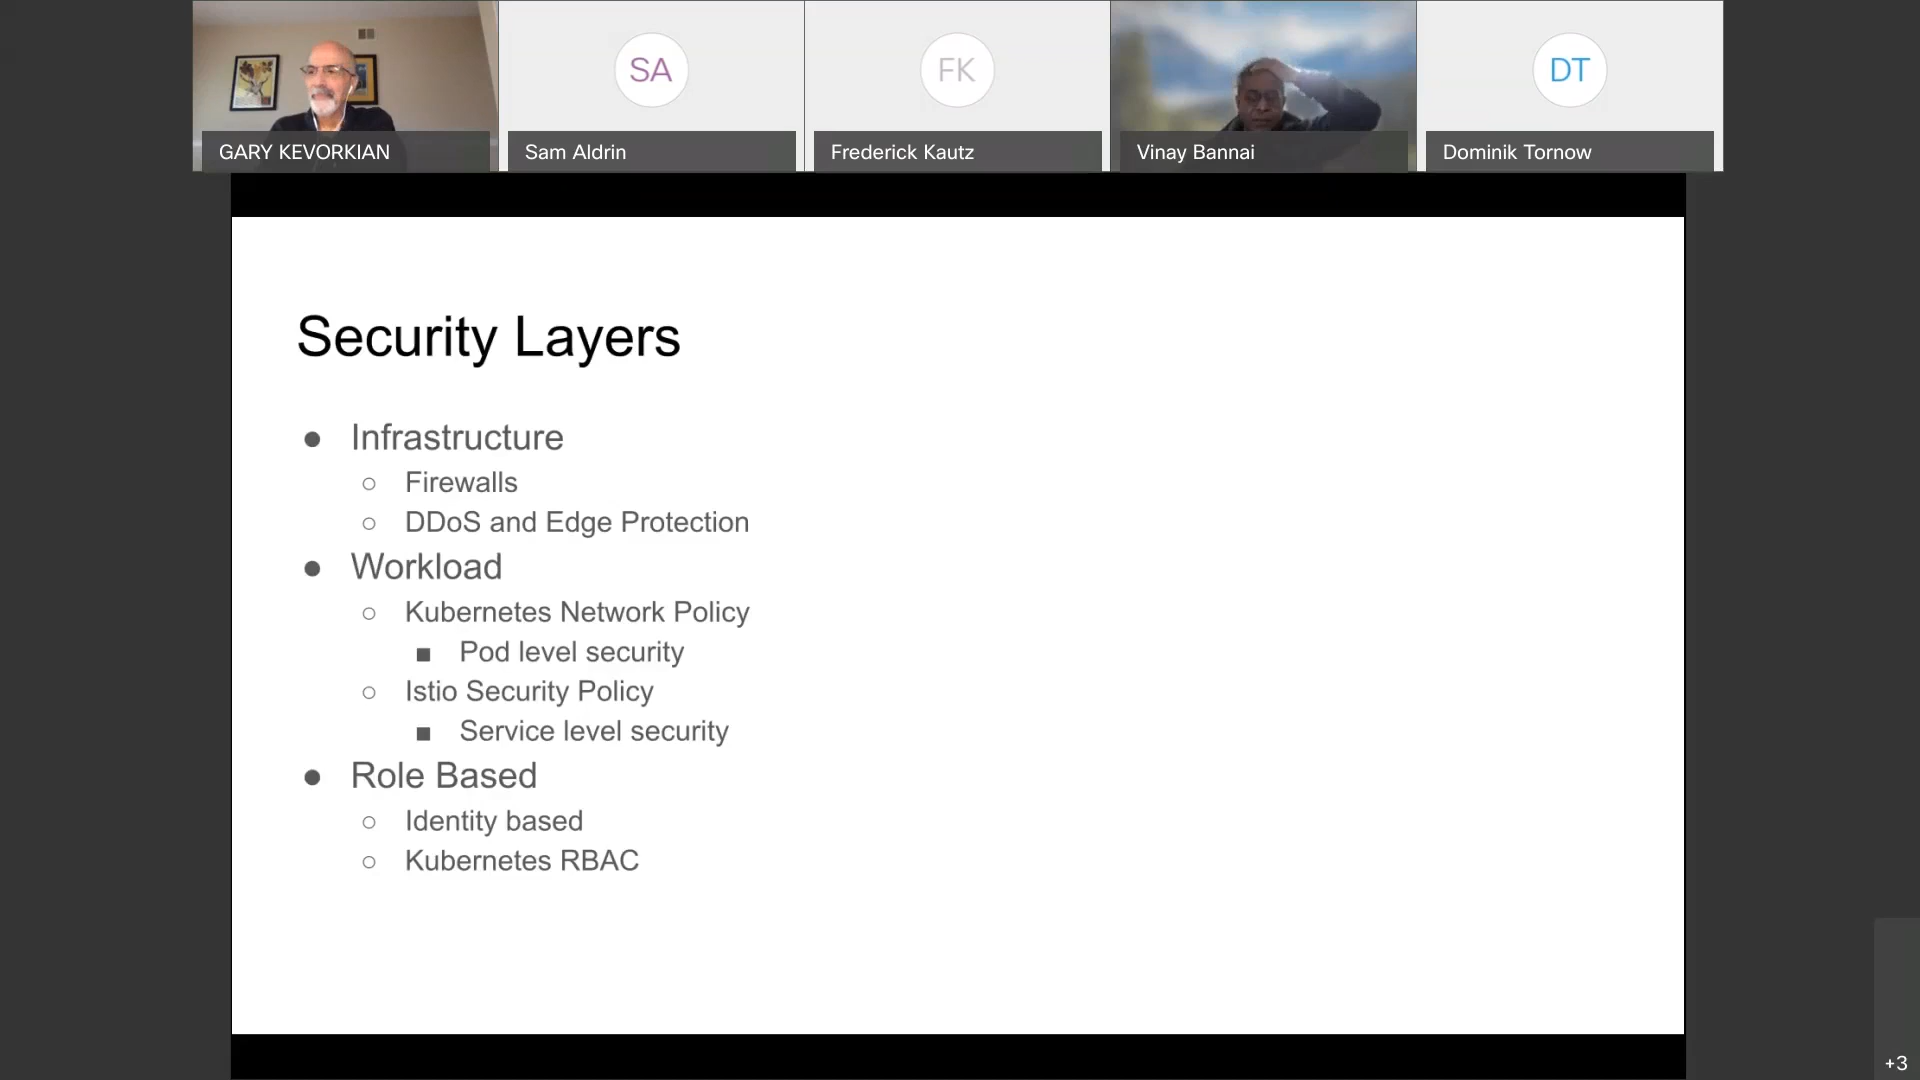 SA
FK
DT
GARY KEVORKIAN
Sam Aldrin
Frederick Kautz
Vinay Bannai
Dominik Tornow
Security Layers
● Infrastructure
○ Firewalls
○ DDoS and Edge Protection
● Workload
○ Kubernetes Network Policy
■ Pod level security
○ Istio Security Policy
■ Service level security
● Role Based
○ Identity based
○ Kubernetes RBAC
+3